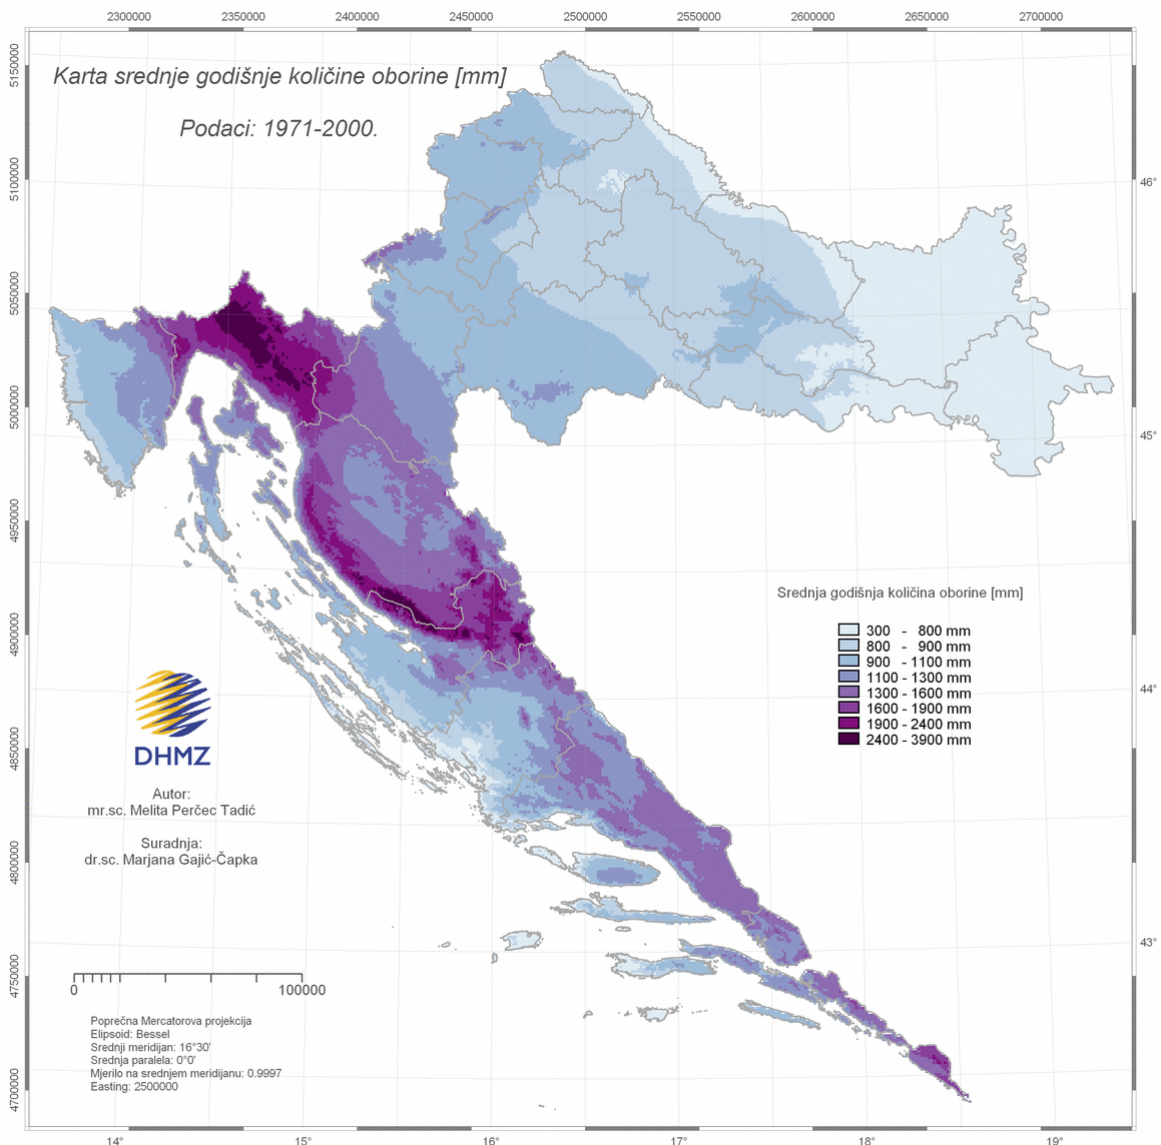 2300000 2350000 2400000 2450000 2500000 2550000 2600000 2650000 2700000
Karta srednje godišnje količine oborine [mm]
Podaci: 1971-2000.
5150000
5100000
5050000
5000000
4950000
4900000
4850000
4800000
4750000
4700000
46°
45°
44°
43°
Srednja godišnja količina oborine [mm]
300 - 800 mm
800 - 900 mm
900 - 1100 mm
1100 - 1300 mm
1300 - 1600 mm
1600 - 1900 mm
1900 - 2400 mm
2400 - 3900 mm
DHMZ
Autor:
mr.sc. Melita Perčec Tadić
Suradnja:
dr.sc. Marjana Gajić-Čapka
0 100000
Poprečna Mercatorova projekcija
Elipsoid: Bessel
Srednji meridijan: 16°30'
Srednja paralela: 0°0'
Mjerilo na srednjem meridijanu: 0.9997
Easting: 2500000
14° 15° 16° 17° 18° 19°